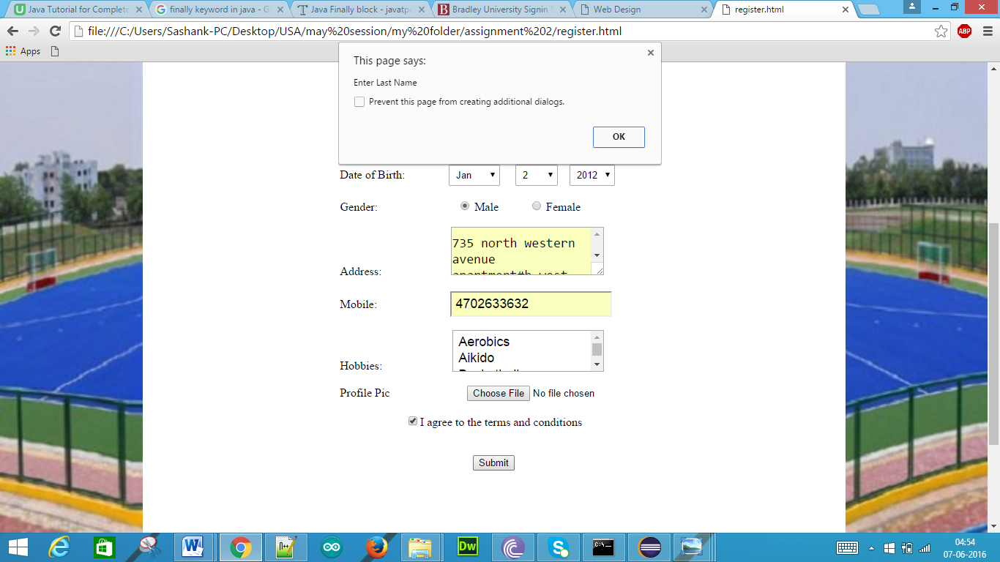 Java Tutorial for Complete
finally keyword in java - G
Java Finally block - javatp
Bradley University Signin S
Web Design
register.html
file:///C:/Users/Sashank-PC/Desktop/USA/may%20session/my%20folder/assignment%202/register.html
ABP
Apps
This page says:
Enter Last Name
Prevent this page from creating additional dialogs.
OK
Date of Birth: Jan 2 2012
Gender: Male Female
735 north western
avenue
apartment#b west
Address:
Mobile: 4702633632
Aerobics
Aikido
Hobbies:
Profile Pic Choose File No file chosen
I agree to the terms and conditions
Submit
04:54
07-06-2016